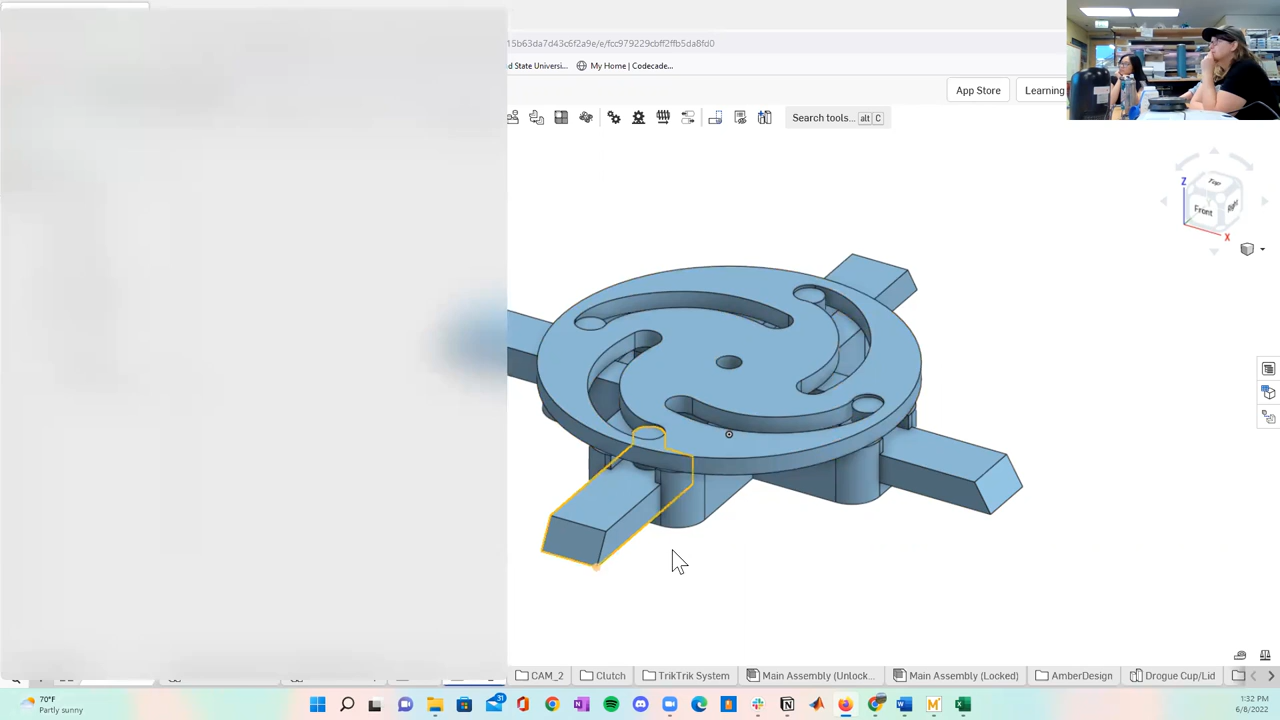 15b63da7d43c6f2a9e/e/fcc979229cbff2ffb5da8fd0
d State Universi... My Home | Codecade...
App Store Learning
Search tools... alt C
Z
Top
Front
Right
X
CAM_2 Clutch TrikTrik System Main Assembly (Unlock... Main Assembly (Locked) AmberDesign Drogue Cup/Lid
70°F
Partly sunny
31
1:32 PM
6/8/2022